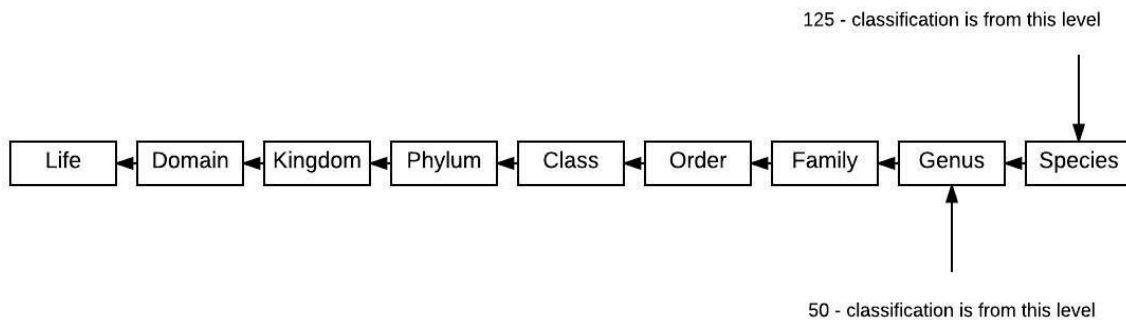 125 - classification is from this level
Life
Domain
Kingdom
Phylum
Class
Order
Family
Genus
Species
50 - classification is from this level